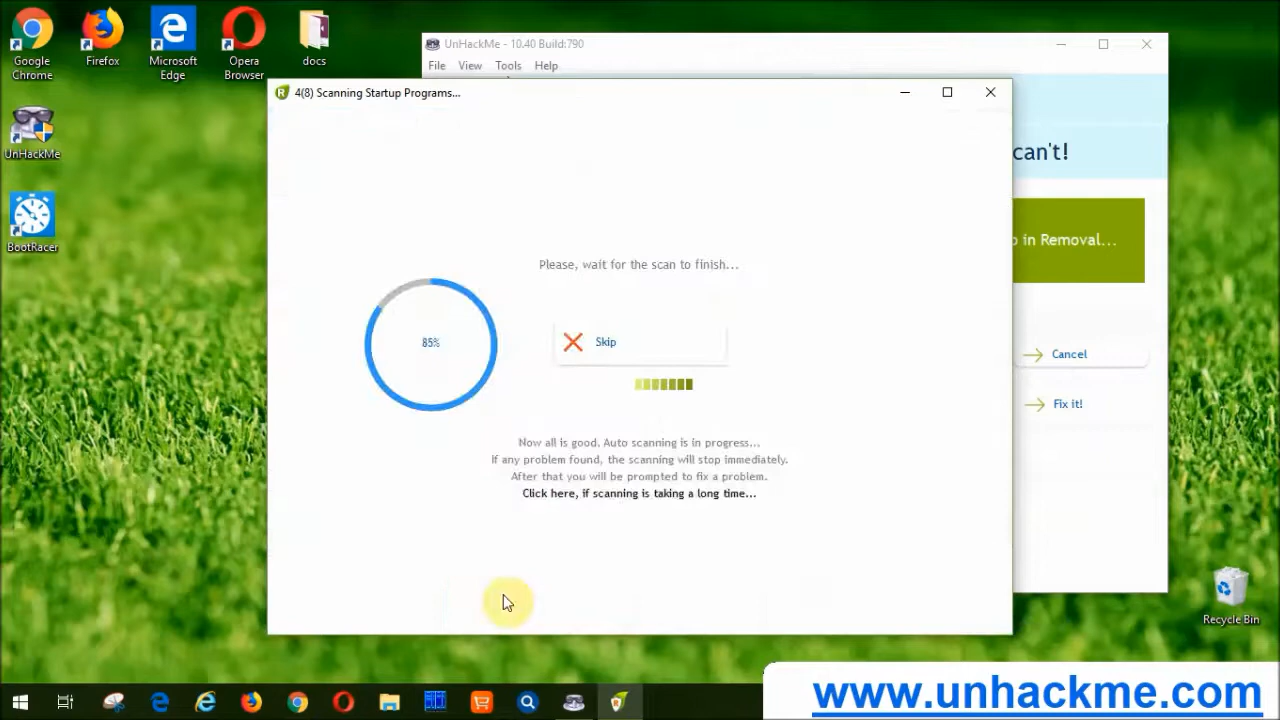 Google
Chrome
Firefox
Microsoft
Edge
Opera
Browser
docs
UnHackMe
BootRacer
UnHackMe - 10.40 Build:790
File View Tools Help
can't!
in Removal...
Cancel
Fix it!
4(8) Scanning Startup Programs...
Please, wait for the scan to finish...
85%
Skip
Now all is good. Auto scanning is in progress...
If any problem found, the scanning will stop immediately.
After that you will be prompted to fix a problem.
Click here, if scanning is taking a long time...
Recycle Bin
www.unhackme.com